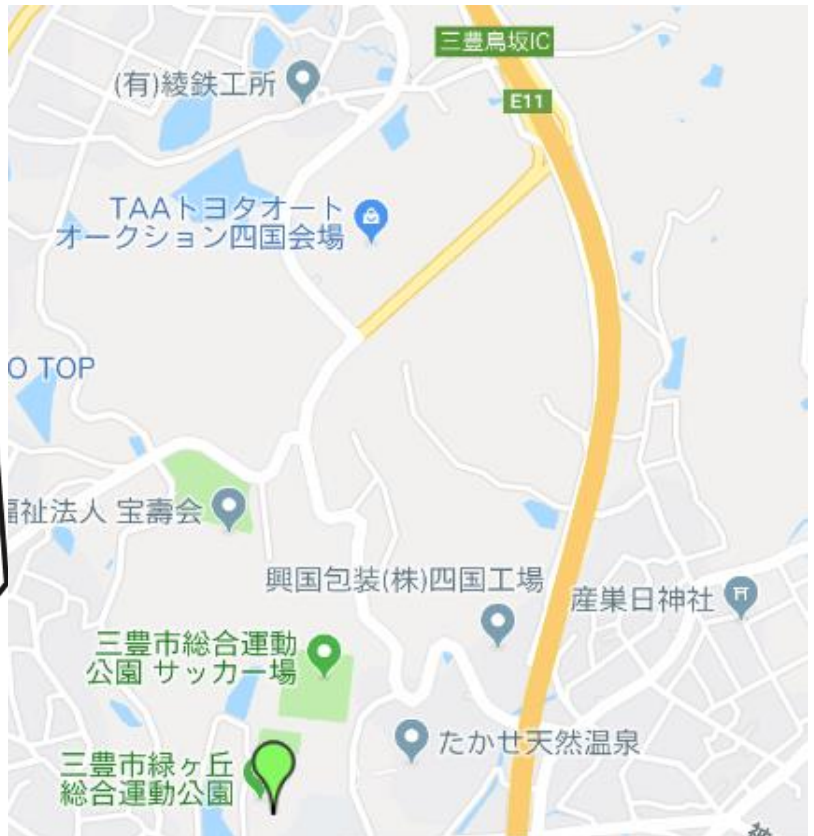 三豊鳥坂IC
(有)綾鉄工所
E11
TAAトヨタオート
オークション四国会場
O TOP
福祉法人 宝壽会
興国包装(株)四国工場
産巣日神社
三豊市総合運動
公園 サッカー場
たかせ天然温泉
三豊市緑ヶ丘
総合運動公園